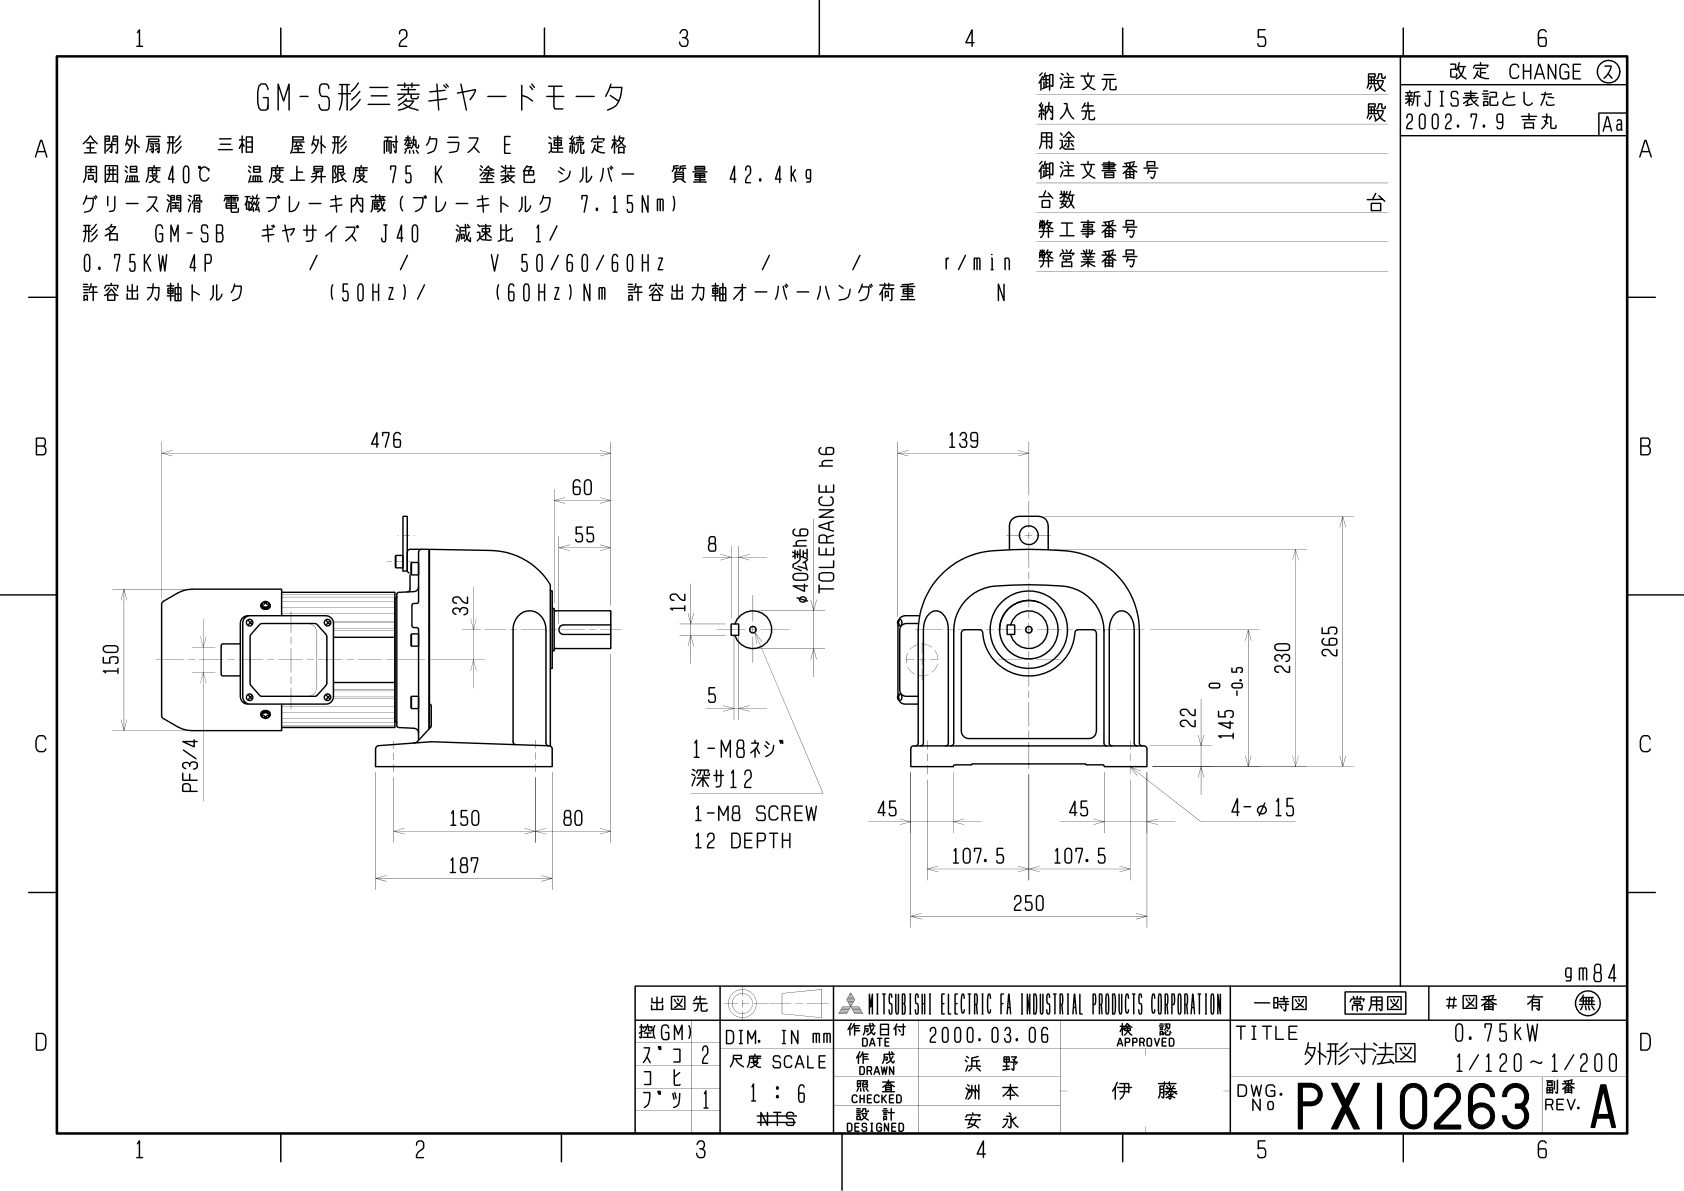 1 2 3 4 5 6
GM-S形三菱ギヤードモータ
全閉外扇形 三相 屋外形 耐熱クラス E 連続定格
周囲温度40℃ 温度上昇限度 75 K 塗装色 シルバー 質量 42.4kg
グリース潤滑 電磁ブレーキ内蔵(ブレーキトルク 7.15Nm)
形名 GM-SB ギヤサイズ J40 減速比 1/
0.75KW 4P / / V 50/60/60Hz / / r/min
許容出力軸トルク (50Hz)/ (60Hz)Nm 許容出力軸オーバーハング荷重 N
御注文元 殿
納入先 殿
用途
御注文書番号
台数 台
弊工事番号
弊営業番号
改定 CHANGE ス
新JIS表記とした
2002.7.9 吉丸 Aa
A A
B B
C C
D D
476
60
55
32
150
PF3/4
150 80
187
8
12
5
φ40公差h6
TOLERANCE h6
1-M8ネジ
深サ12
1-M8 SCREW
12 DEPTH
139
265
230
145 0 -0.5
22
45 45
4-φ15
107.5 107.5
250
gm84
出図先
控(GM)
ズコ 2
コヒ
ブツ 1
DIM. IN mm
尺度 SCALE
1 : 6
NTS
MITSUBISHI ELECTRIC FA INDUSTRIAL PRODUCTS CORPORATION
作成日付 DATE 2000.03.06
作成 DRAWN 浜野
照査 CHECKED 洲本
設計 DESIGNED 安永
検認 APPROVED
伊藤
一時図 常用図 #図番 有 無
TITLE 外形寸法図
0.75kW
1/120~1/200
DWG. No PX10263
副番 REV. A
1 2 3 4 5 6